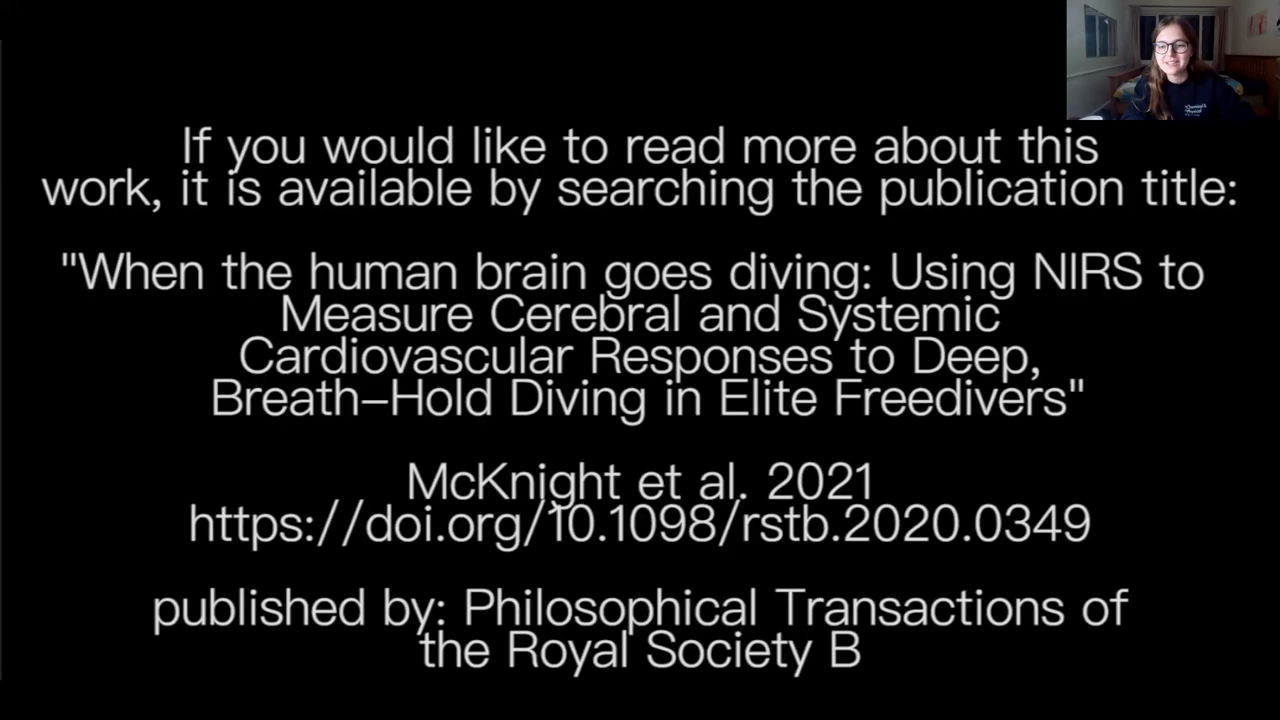 If you would like to read more about this
work, it is available by searching the publication title:
"When the human brain goes diving: Using NIRS to
Measure Cerebral and Systemic
Cardiovascular Responses to Deep,
Breath–Hold Diving in Elite Freedivers"
McKnight et al. 2021
https://doi.org/10.1098/rstb.2020.0349
published by: Philosophical Transactions of
the Royal Society B
Chemical &
Physical